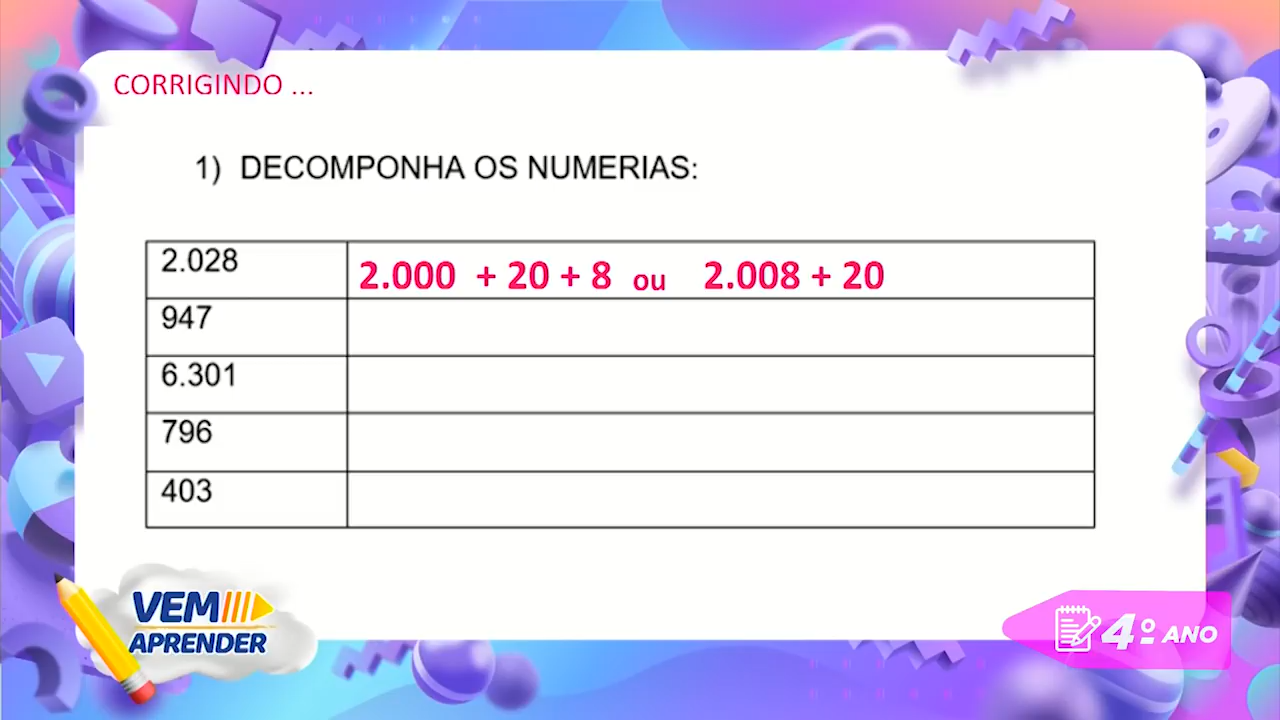 CORRIGINDO ...
1) DECOMPONHA OS NUMERIAS:
2.028
2.000 + 20 + 8 ou 2.008 + 20
947
6.301
796
403
VEM
APRENDER
4º ANO